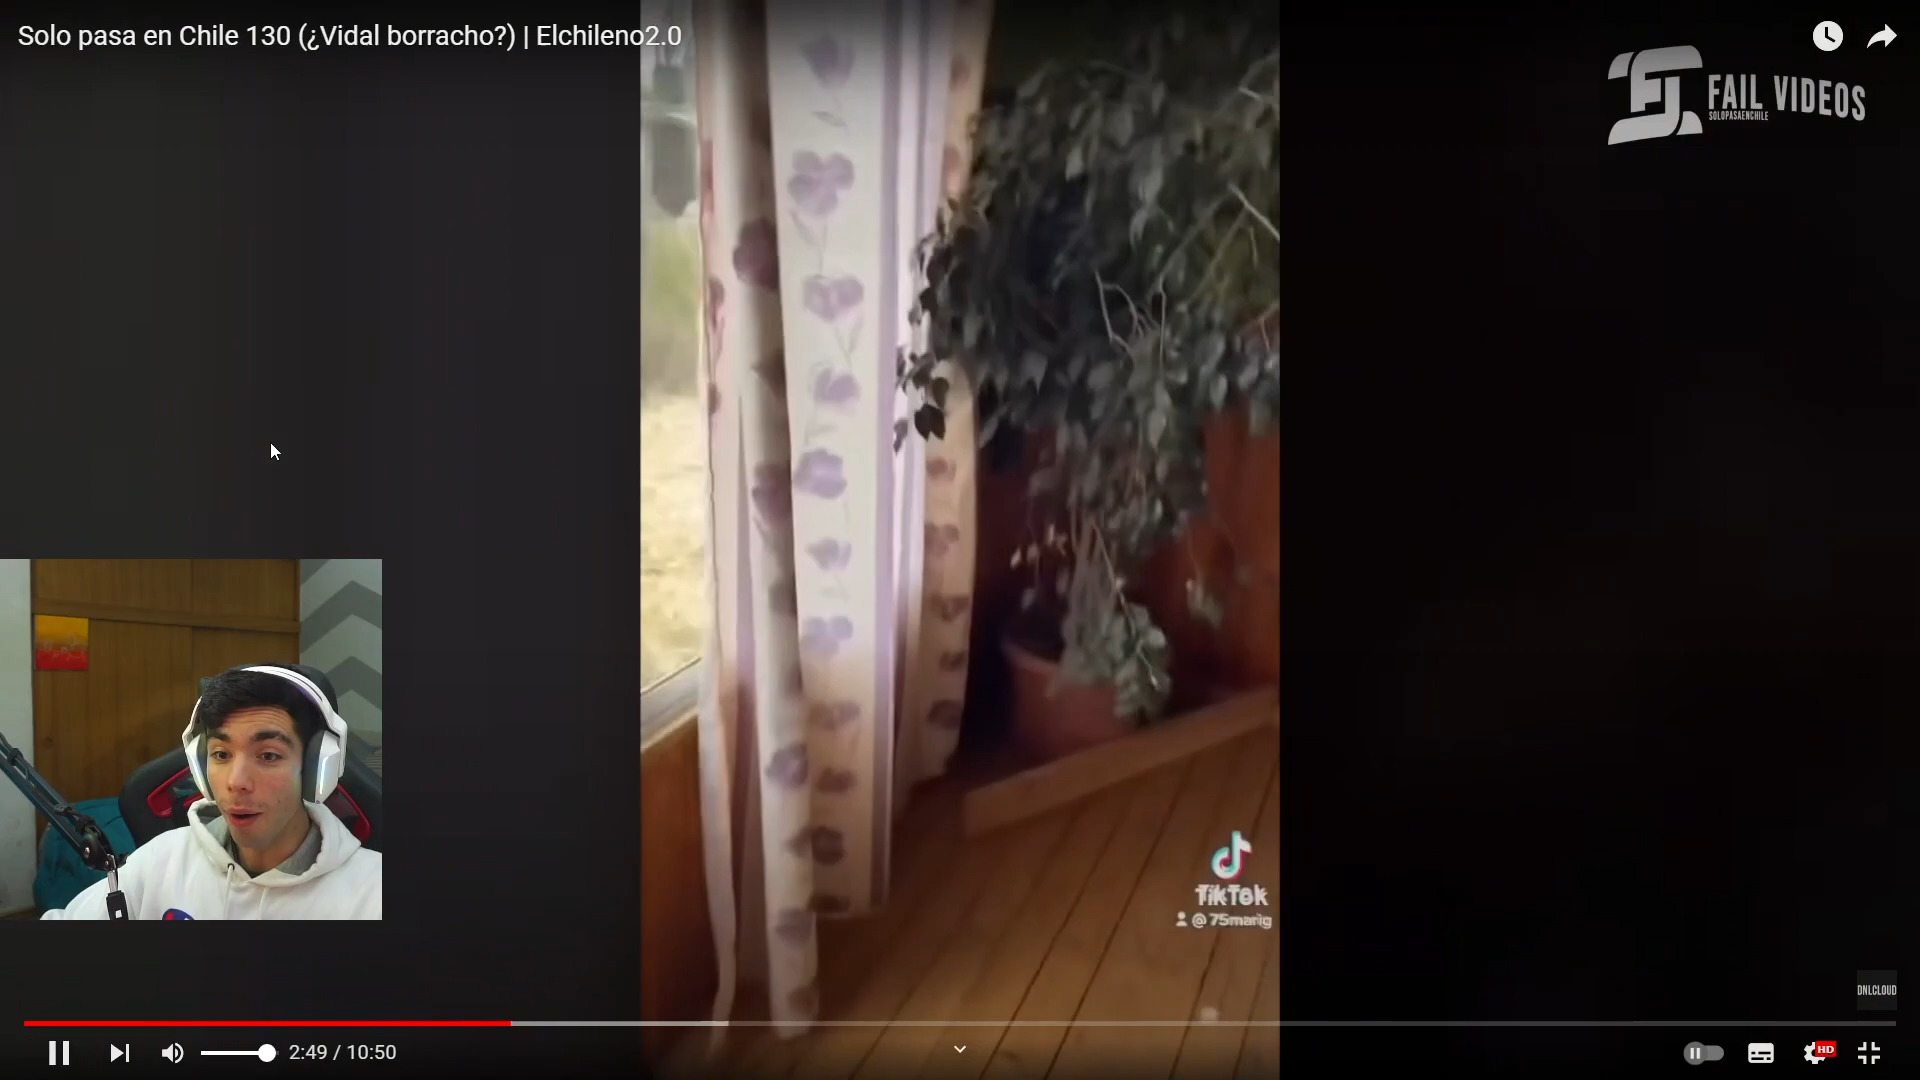 Solo pasa en Chile 130 (¿Vidal borracho?) | Elchileno2.0
FAIL VIDEOS
SOLOPASAENCHILE
TikTok
@75marig
DNLCLOUD
2:49 / 10:50
HD